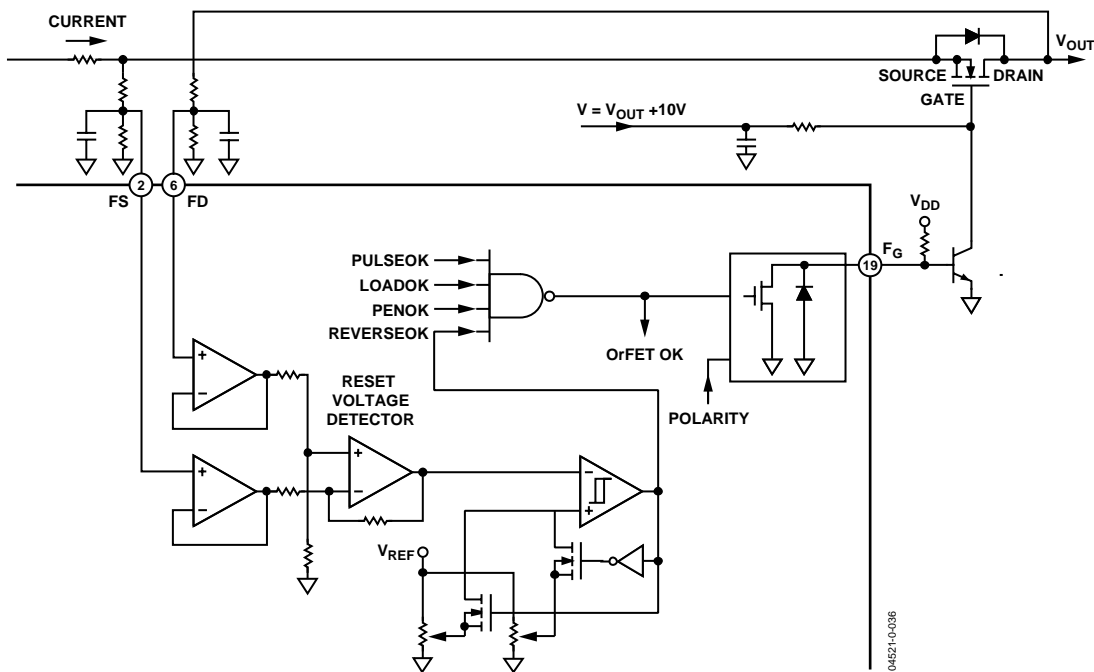 CURRENT
VOUT
SOURCE
DRAIN
GATE
V = VOUT +10V
2
6
FS
FD
VDD
FG
19
PULSEOK
LOADOK
PENOK
REVERSEOK
OrFET OK
POLARITY
RESET
VOLTAGE
DETECTOR
+
–
+
–
+
–
–
+
VREF
04521-0-036